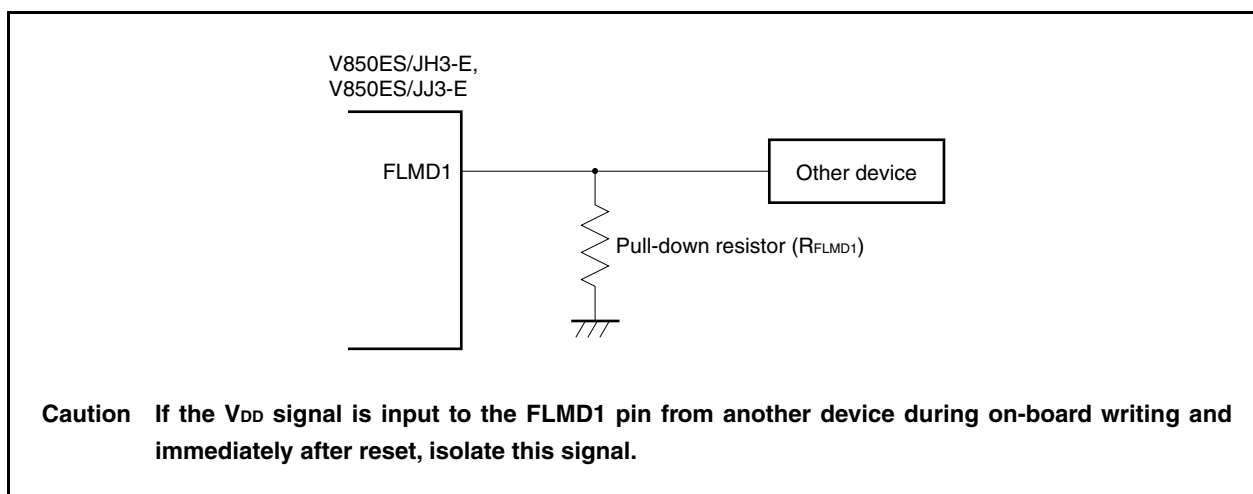 V850ES/JH3-E,
V850ES/JJ3-E
FLMD1
Other device
Pull-down resistor (RFLMD1)
Caution If the VDD signal is input to the FLMD1 pin from another device during on-board writing and
immediately after reset, isolate this signal.